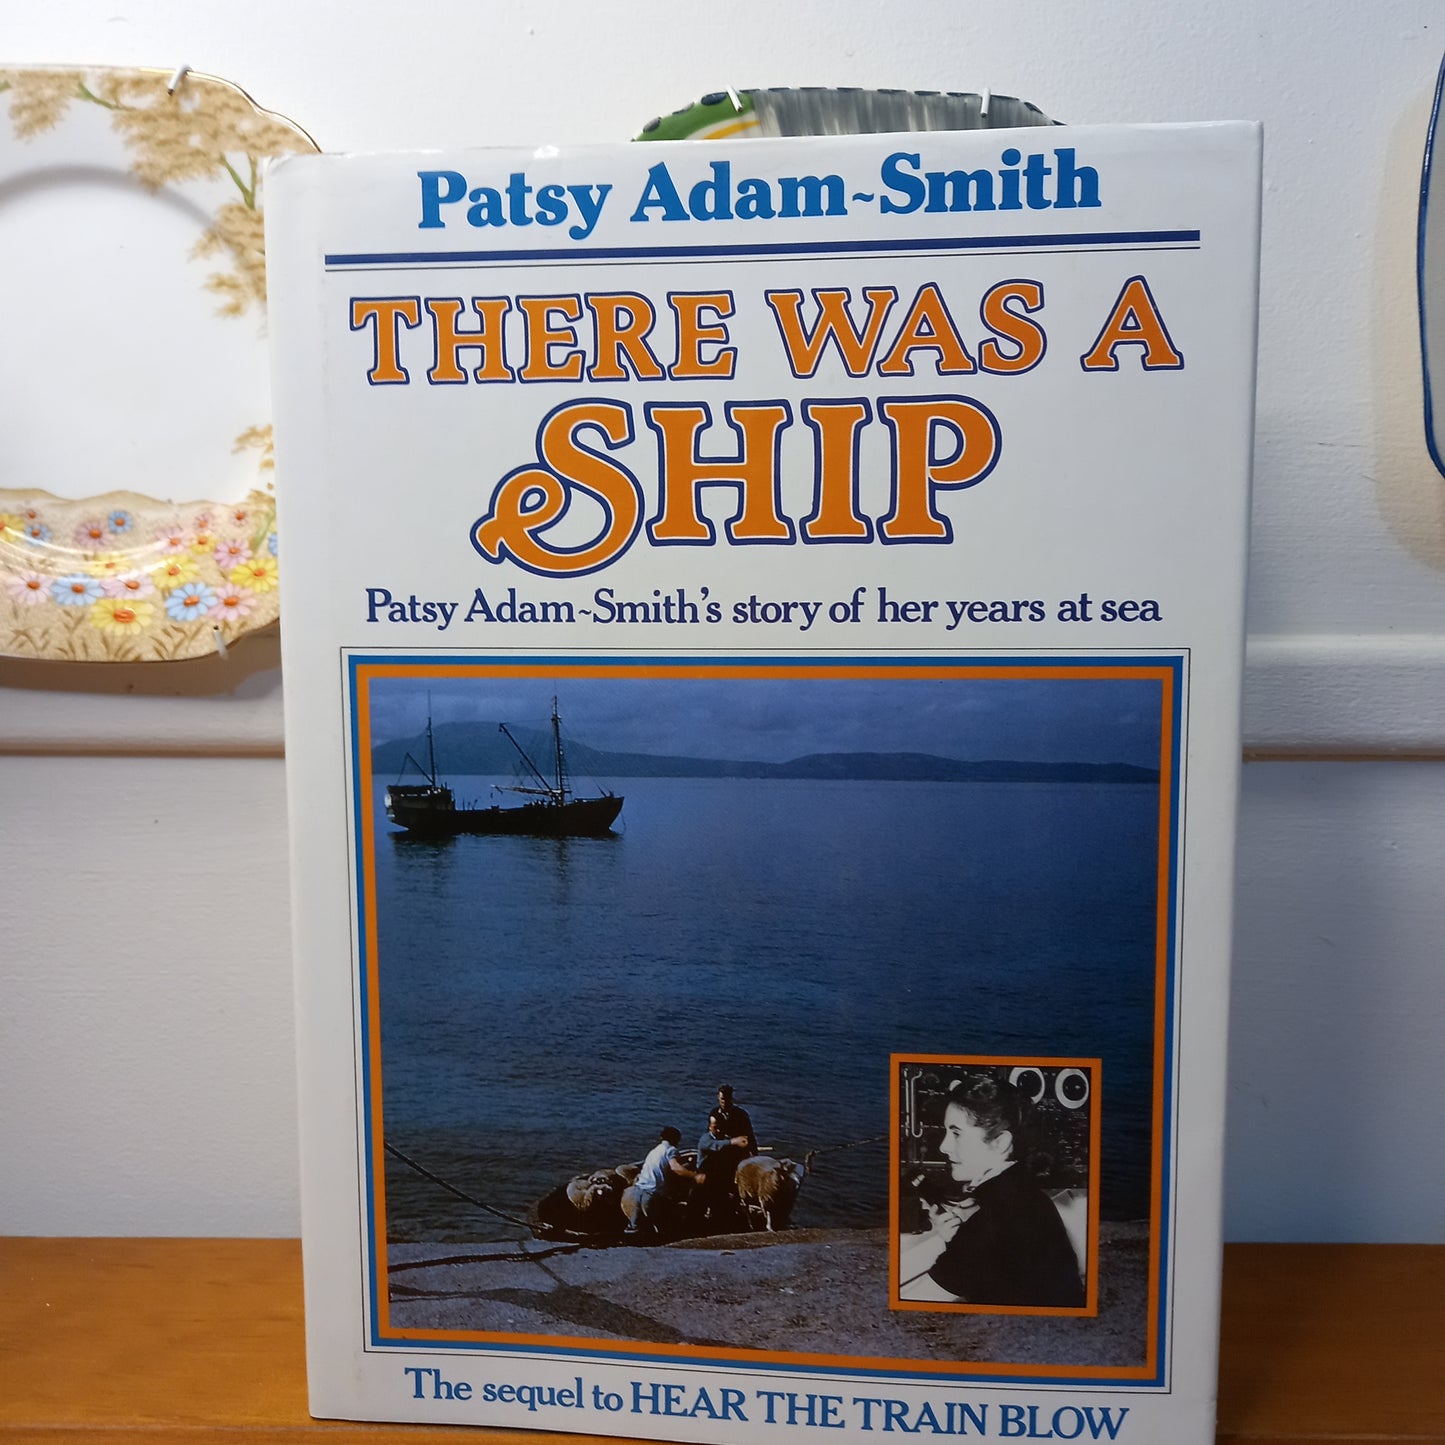 Patsy Adam~Smith
THERE WAS A
SHIP
Patsy Adam~Smith's story of her years at sea
The sequel to HEAR THE TRAIN BLOW